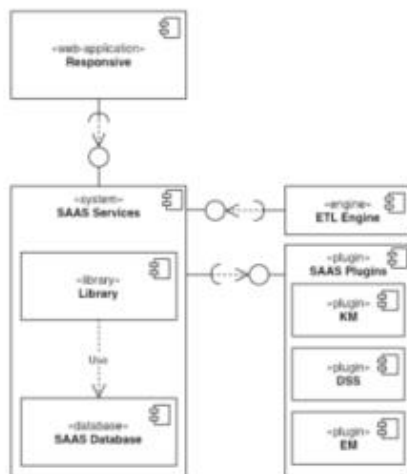 «web-application»
Responsive
«system»
SAAS Services
«engine»
ETL Engine
«library»
Library
Use
«database»
SAAS Database
«plugin»
SAAS Plugins
«plugin»
KM
«plugin»
DSS
«plugin»
EM